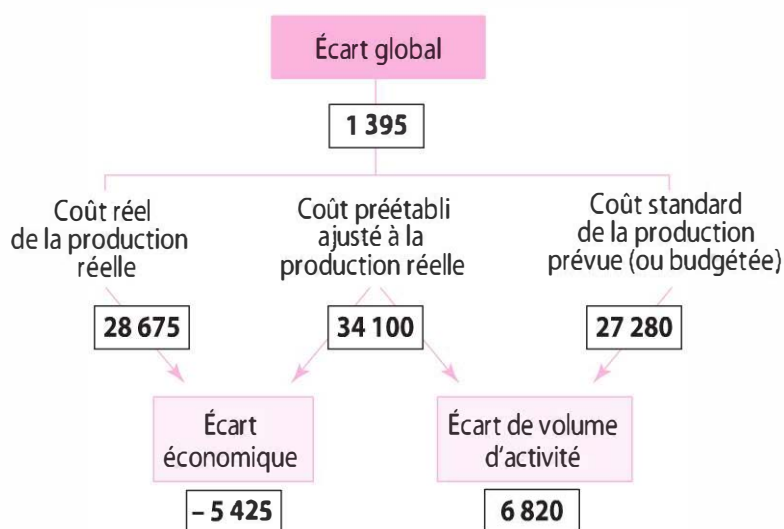 Écart global
1 395
Coût réel
de la production
réelle
Coût préétabli
ajusté à la
production réelle
Coût standard
de la production
prévue (ou budgétée)
28 675
34 100
27 280
Écart
économique
Écart de volume
d'activité
– 5 425
6 820